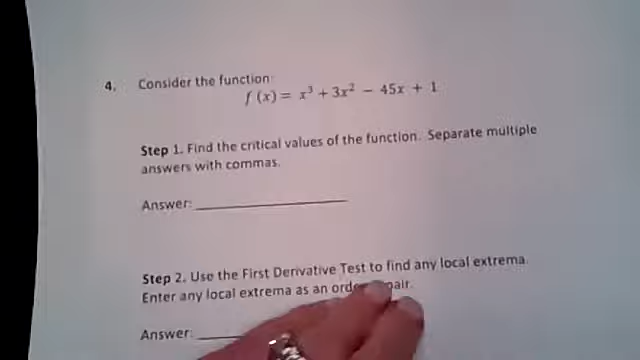 4. Consider the function:
f (x) = x³ + 3x² − 45x + 1
Step 1. Find the critical values of the function. Separate multiple
answers with commas.
Answer:
Step 2. Use the First Derivative Test to find any local extrema.
Enter any local extrema as an pair.
Answer: